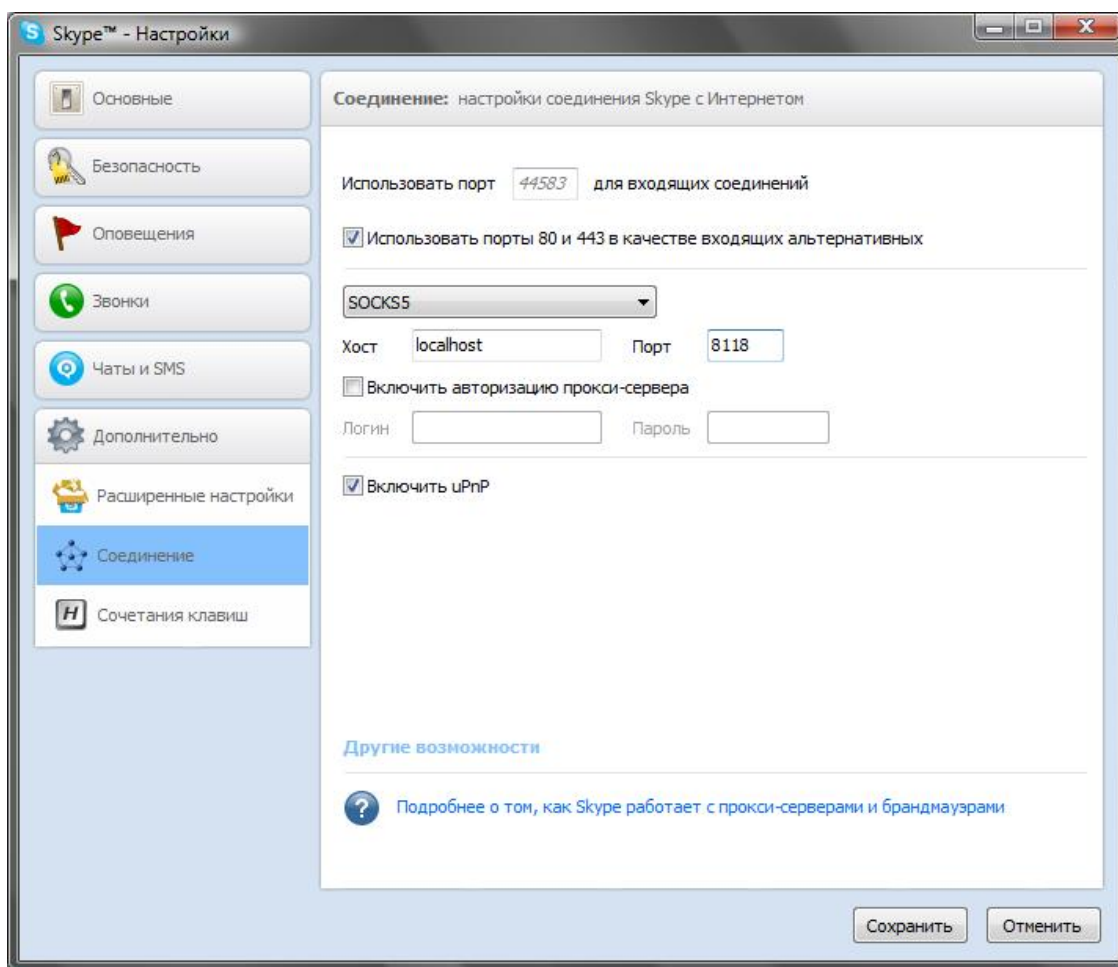 Skype™ - Настройки
Основные
Безопасность
Оповещения
Звонки
Чаты и SMS
Дополнительно
Расширенные настройки
Соединение
H Сочетания клавиш
Соединение: настройки соединения Skype с Интернетом
Использовать порт 44583 для входящих соединений
Использовать порты 80 и 443 в качестве входящих альтернативных
SOCKS5
Хост localhost Порт 8118
Включить авторизацию прокси-сервера
Логин Пароль
Включить uPnP
Другие возможности
? Подробнее о том, как Skype работает с прокси-серверами и брандмауэрами
Сохранить Отменить